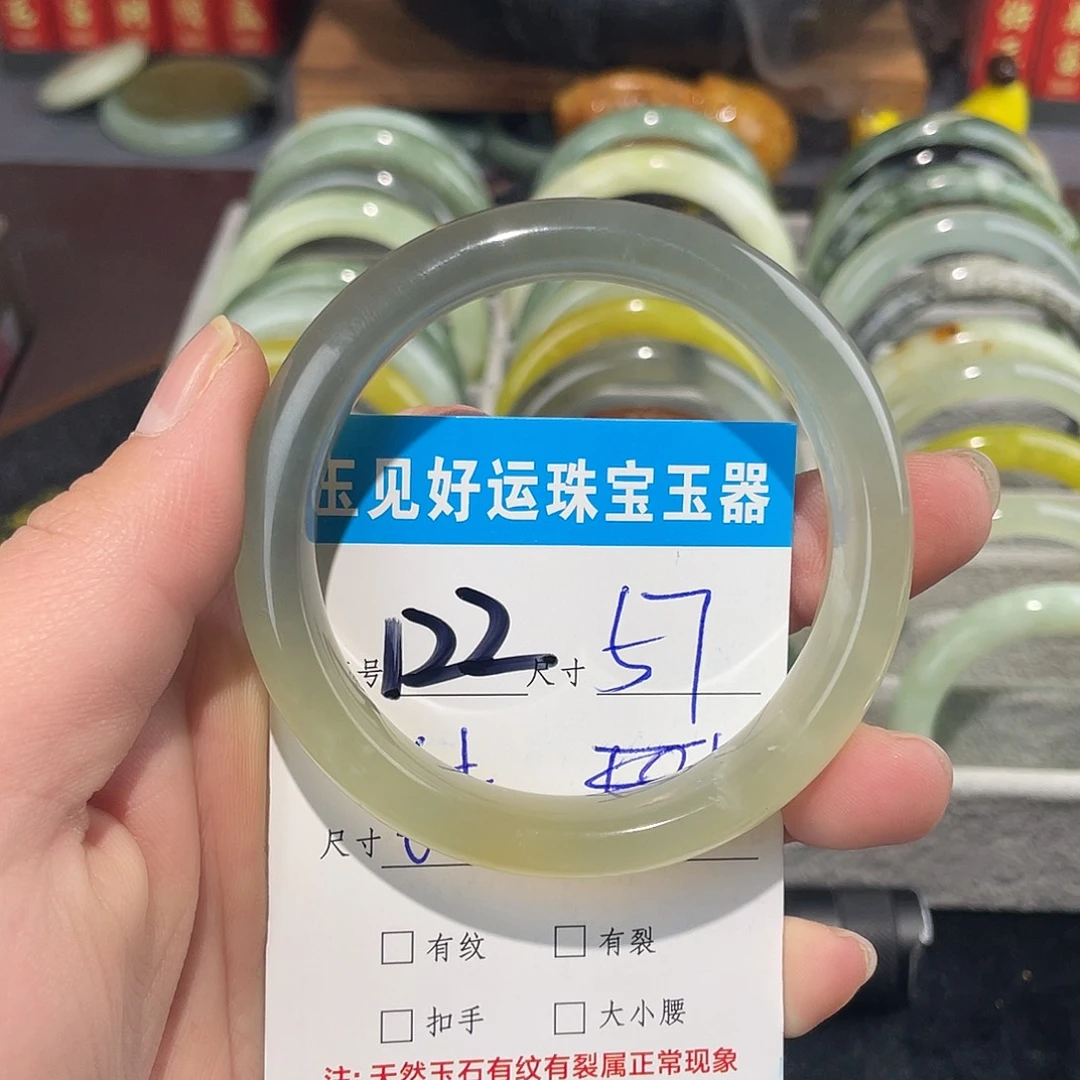 玉见好运珠宝玉器
号 122 尺寸 57
尺寸
有纹 有裂
扣手 大小腰
注: 天然玉石有纹有裂属正常现象